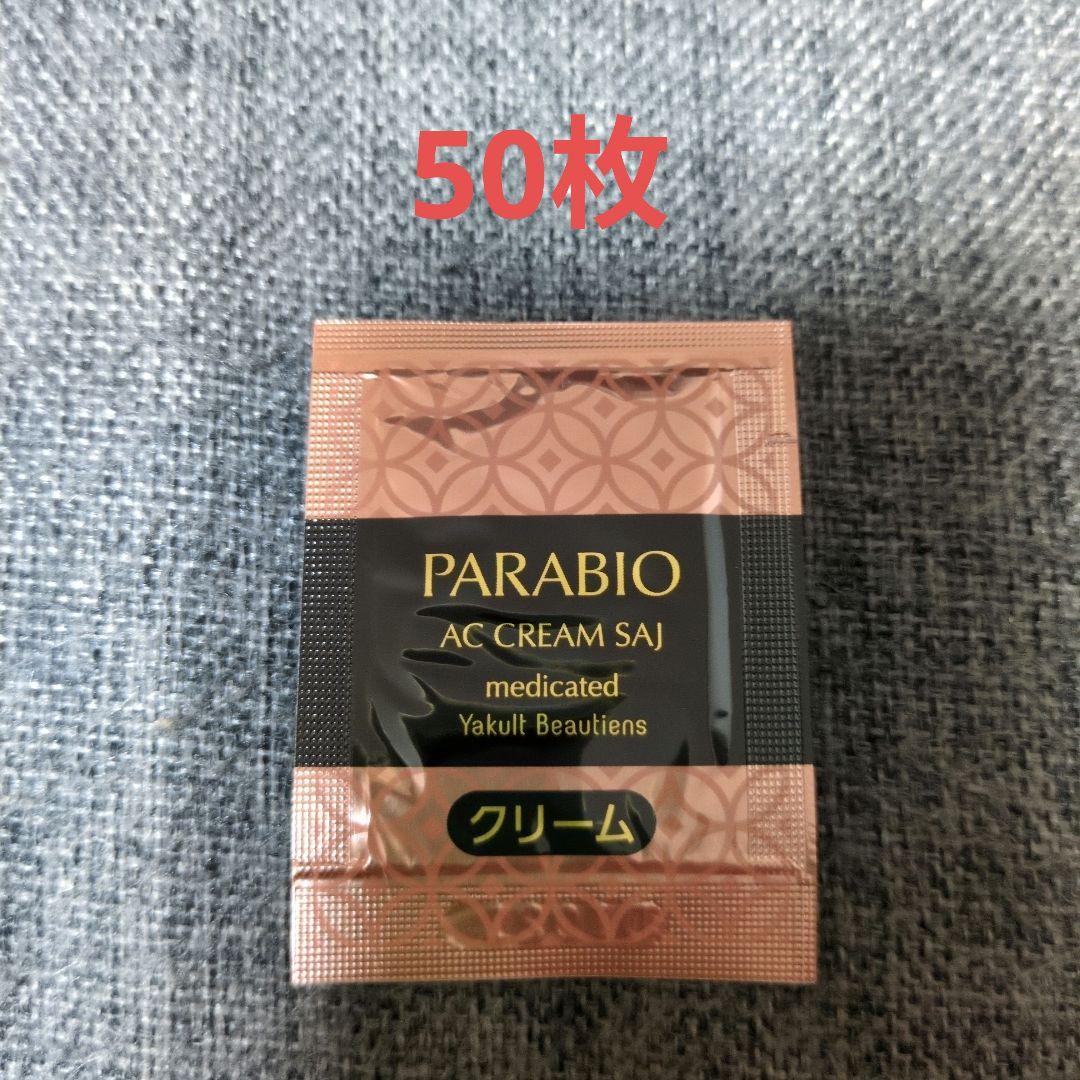 50枚
PARABIO
AC CREAM SAJ
medicated
Yakult Beautiens
クリーム